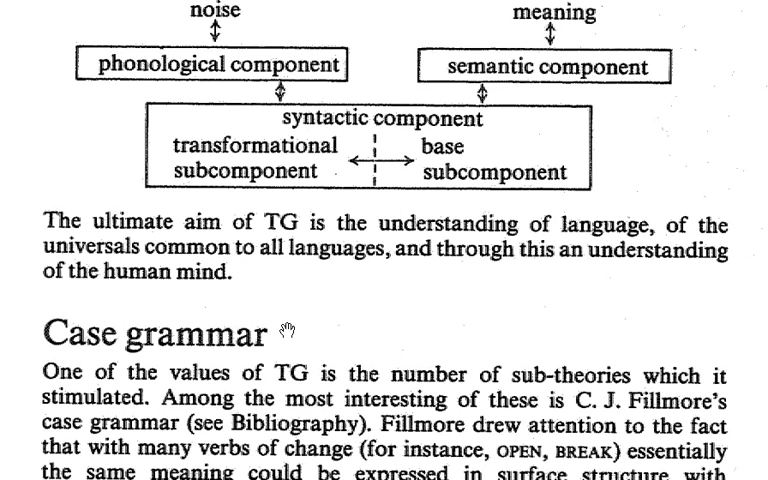 noise
meaning
phonological component
semantic component
syntactic component
transformational
base
subcomponent
subcomponent
The ultimate aim of TG is the understanding of language, of the
universals common to all languages, and through this an understanding
of the human mind.
Case grammar
One of the values of TG is the number of sub-theories which it
stimulated. Among the most interesting of these is C. J. Fillmore's
case grammar (see Bibliography). Fillmore drew attention to the fact
that with many verbs of change (for instance, OPEN, BREAK) essentially
the same meaning could be expressed in surface structure with